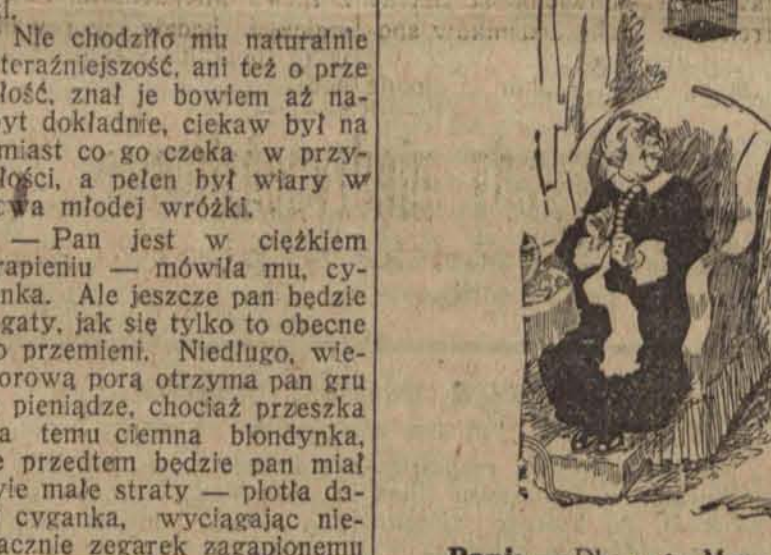 Nie chodziło mu naturalnie
teraźniejszość, ani też o prze
łość, znał je bowiem aż na-
yt dokładnie, ciekaw był na
miast co go czeka w przy-
łości, a pełen był wiary w
wa młodej wróżki.
— Pan jest w ciężkiem
rapieniu — mówiła mu, cy-
nka. Ale jeszcze pan będzie
gaty, jak się tylko to obecne
o przemieni. Niedługo, wie-
orową porą otrzyma pan gru
pieniądze, chociaż przeszka
a temu ciemna blondynka,
e przedtem będzie pan miał
wie małe straty — plotła da-
cyganka, wyciągając nie-
acznie zegarek zagapionemu